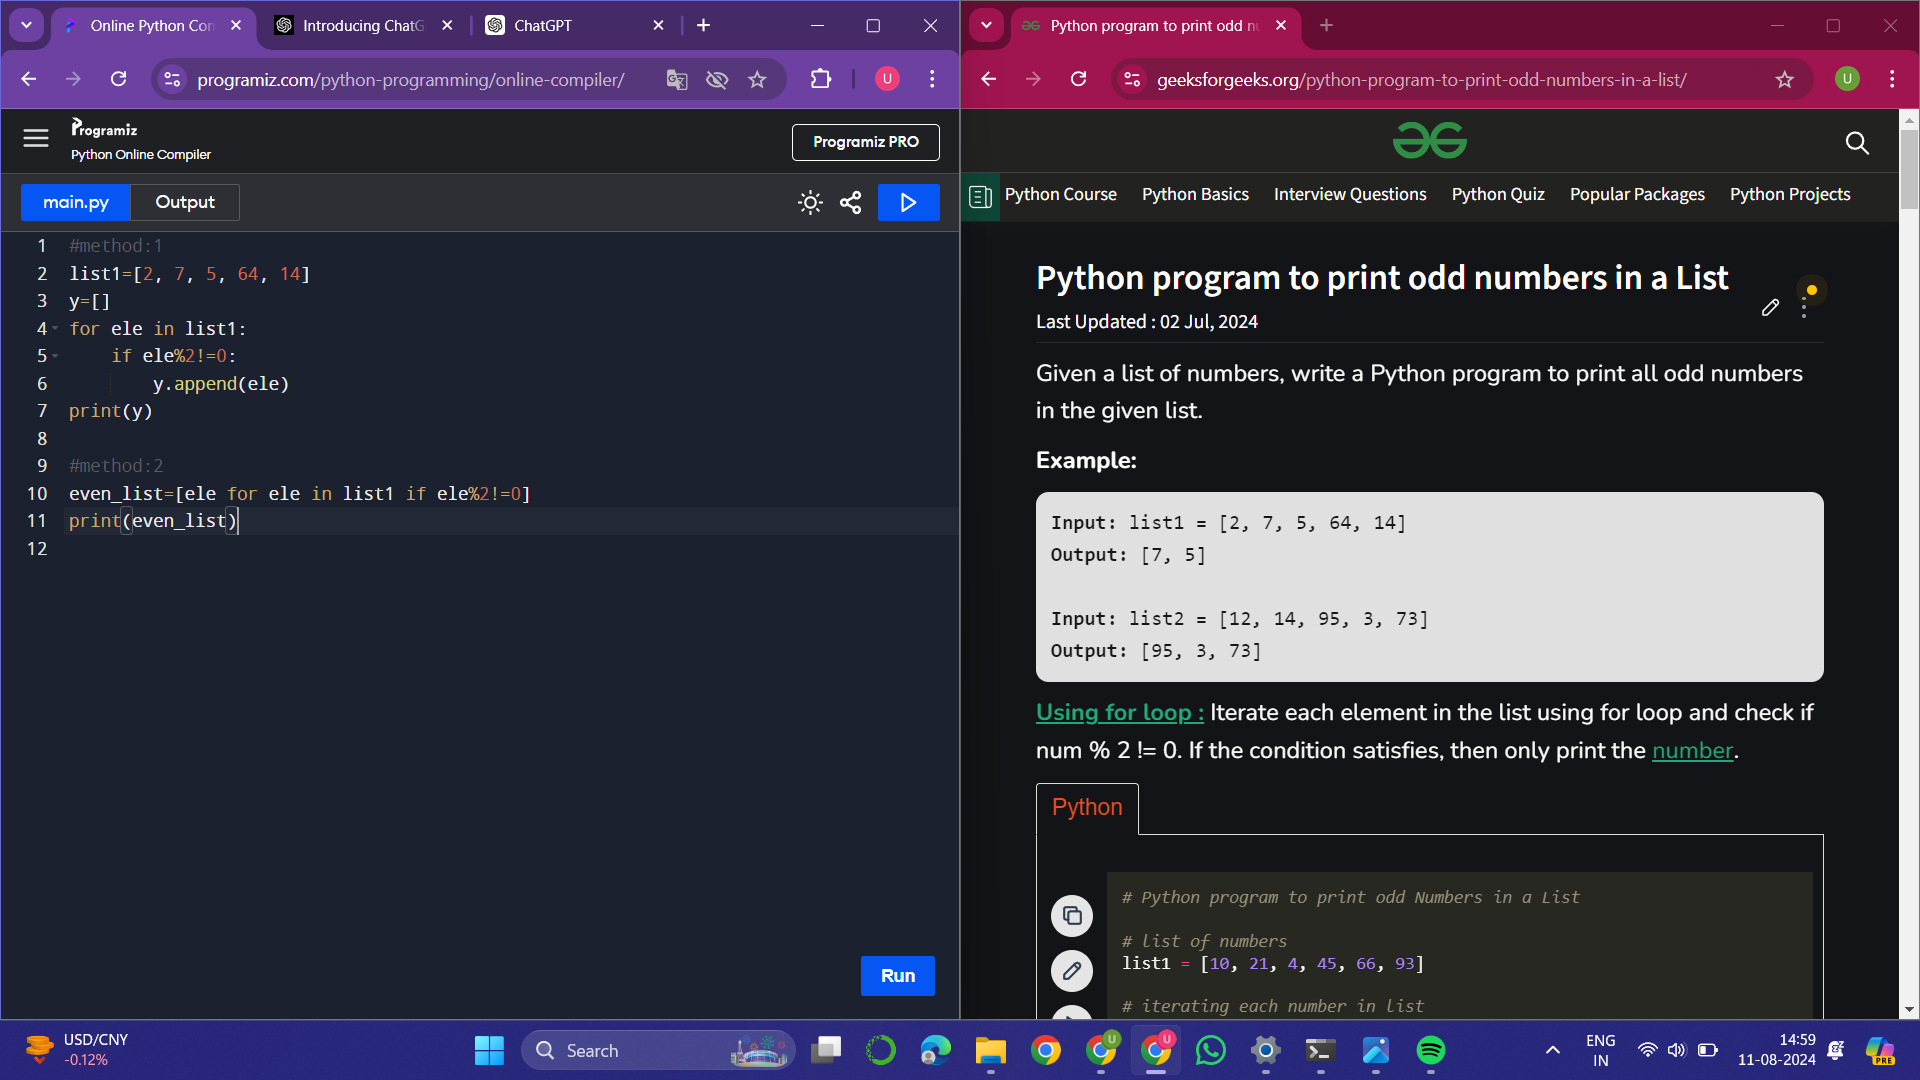 Online Python Con
Introducing ChatG
ChatGPT
programiz.com/python-programming/online-compiler/
U
Programiz
Python Online Compiler
Programiz PRO
main.py
Output
1 #method:1
2 list1=[2, 7, 5, 64, 14]
3 y=[]
4 for ele in list1:
5     if ele%2!=0:
6         y.append(ele)
7 print(y)
8
9 #method:2
10 even_list=[ele for ele in list1 if ele%2!=0]
11 print(even_list)
12
Run
Python program to print odd nu
geeksforgeeks.org/python-program-to-print-odd-numbers-in-a-list/
U
Python Course
Python Basics
Interview Questions
Python Quiz
Popular Packages
Python Projects
Python program to print odd numbers in a List
Last Updated : 02 Jul, 2024
Given a list of numbers, write a Python program to print all odd numbers
in the given list.
Example:
Input: list1 = [2, 7, 5, 64, 14]
Output: [7, 5]
Input: list2 = [12, 14, 95, 3, 73]
Output: [95, 3, 73]
Using for loop : Iterate each element in the list using for loop and check if
num % 2 != 0. If the condition satisfies, then only print the number.
Python
# Python program to print odd Numbers in a List
# list of numbers
list1 = [10, 21, 4, 45, 66, 93]
# iterating each number in list
USD/CNY
-0.12%
Search
U
U
ENG
IN
14:59
11-08-2024
PRE